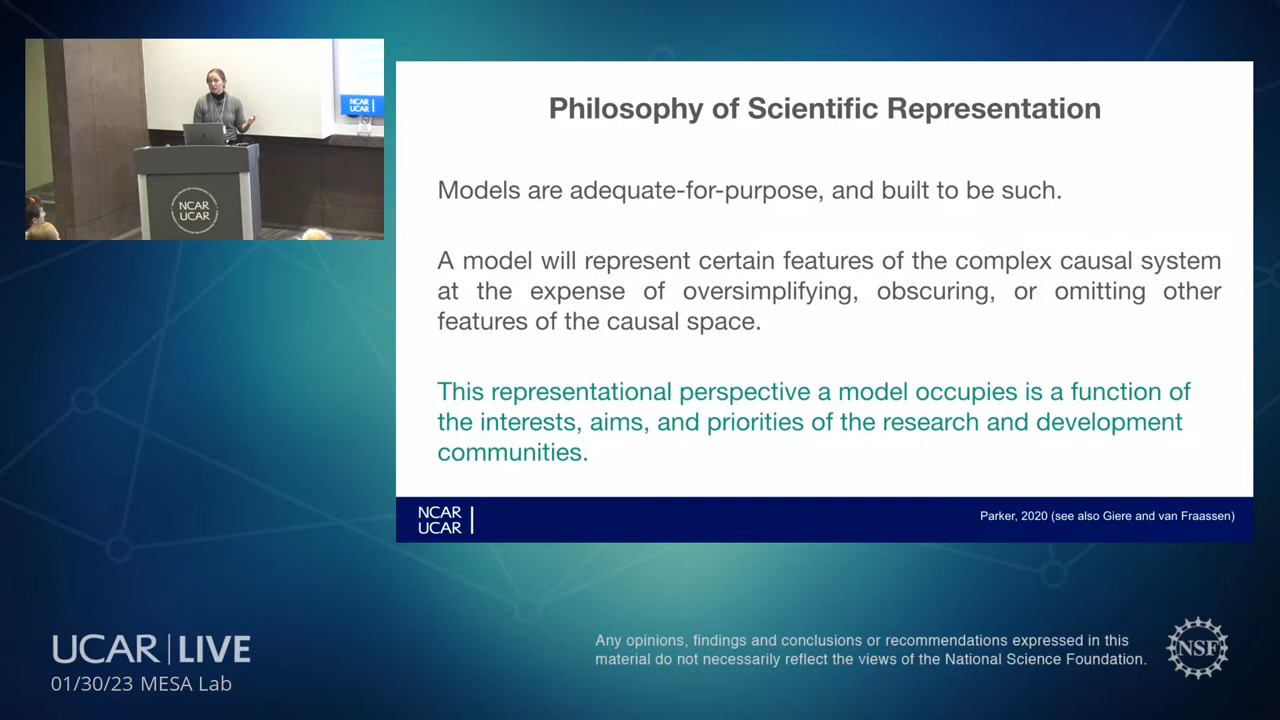 NCAR
UCAR
NCAR
UCAR
Philosophy of Scientific Representation
Models are adequate-for-purpose, and built to be such.
A model will represent certain features of the complex causal system
at the expense of oversimplifying, obscuring, or omitting other
features of the causal space.
This representational perspective a model occupies is a function of
the interests, aims, and priorities of the research and development
communities.
NCAR
UCAR
Parker, 2020 (see also Giere and van Fraassen)
UCAR | LIVE
01/30/23 MESA Lab
Any opinions, findings and conclusions or recommendations expressed in this
material do not necessarily reflect the views of the National Science Foundation.
NSF